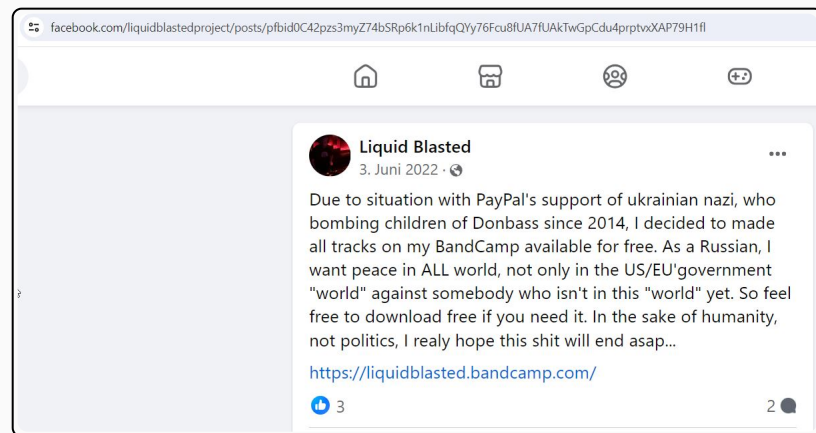 facebook.com/liquidblastedproject/posts/pfbid0C42pzs3myZ74bSRp6k1nLibfqQYy76Fcu8fUA7fUAkTwGpCdu4prptvxXAP79H1fl
Liquid Blasted
3. Juni 2022 ·
Due to situation with PayPal's support of ukrainian nazi, who
bombing children of Donbass since 2014, I decided to made
all tracks on my BandCamp available for free. As a Russian, I
want peace in ALL world, not only in the US/EU'government
"world" against somebody who isn't in this "world" yet. So feel
free to download free if you need it. In the sake of humanity,
not politics, I realy hope this shit will end asap...
https://liquidblasted.bandcamp.com/
3
2